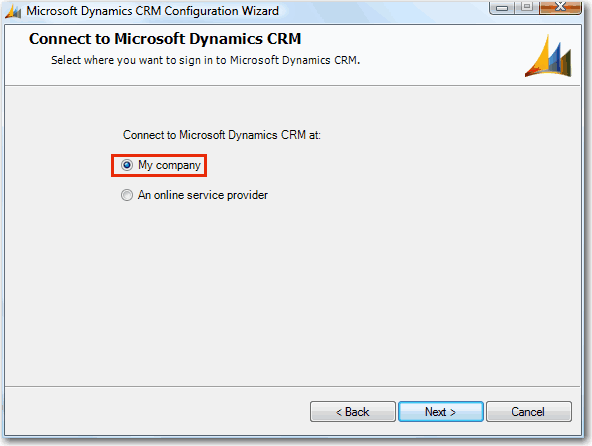 Microsoft Dynamics CRM Configuration Wizard
Connect to Microsoft Dynamics CRM
Select where you want to sign in to Microsoft Dynamics CRM.
Connect to Microsoft Dynamics CRM at:
My company
An online service provider
< Back Next > Cancel